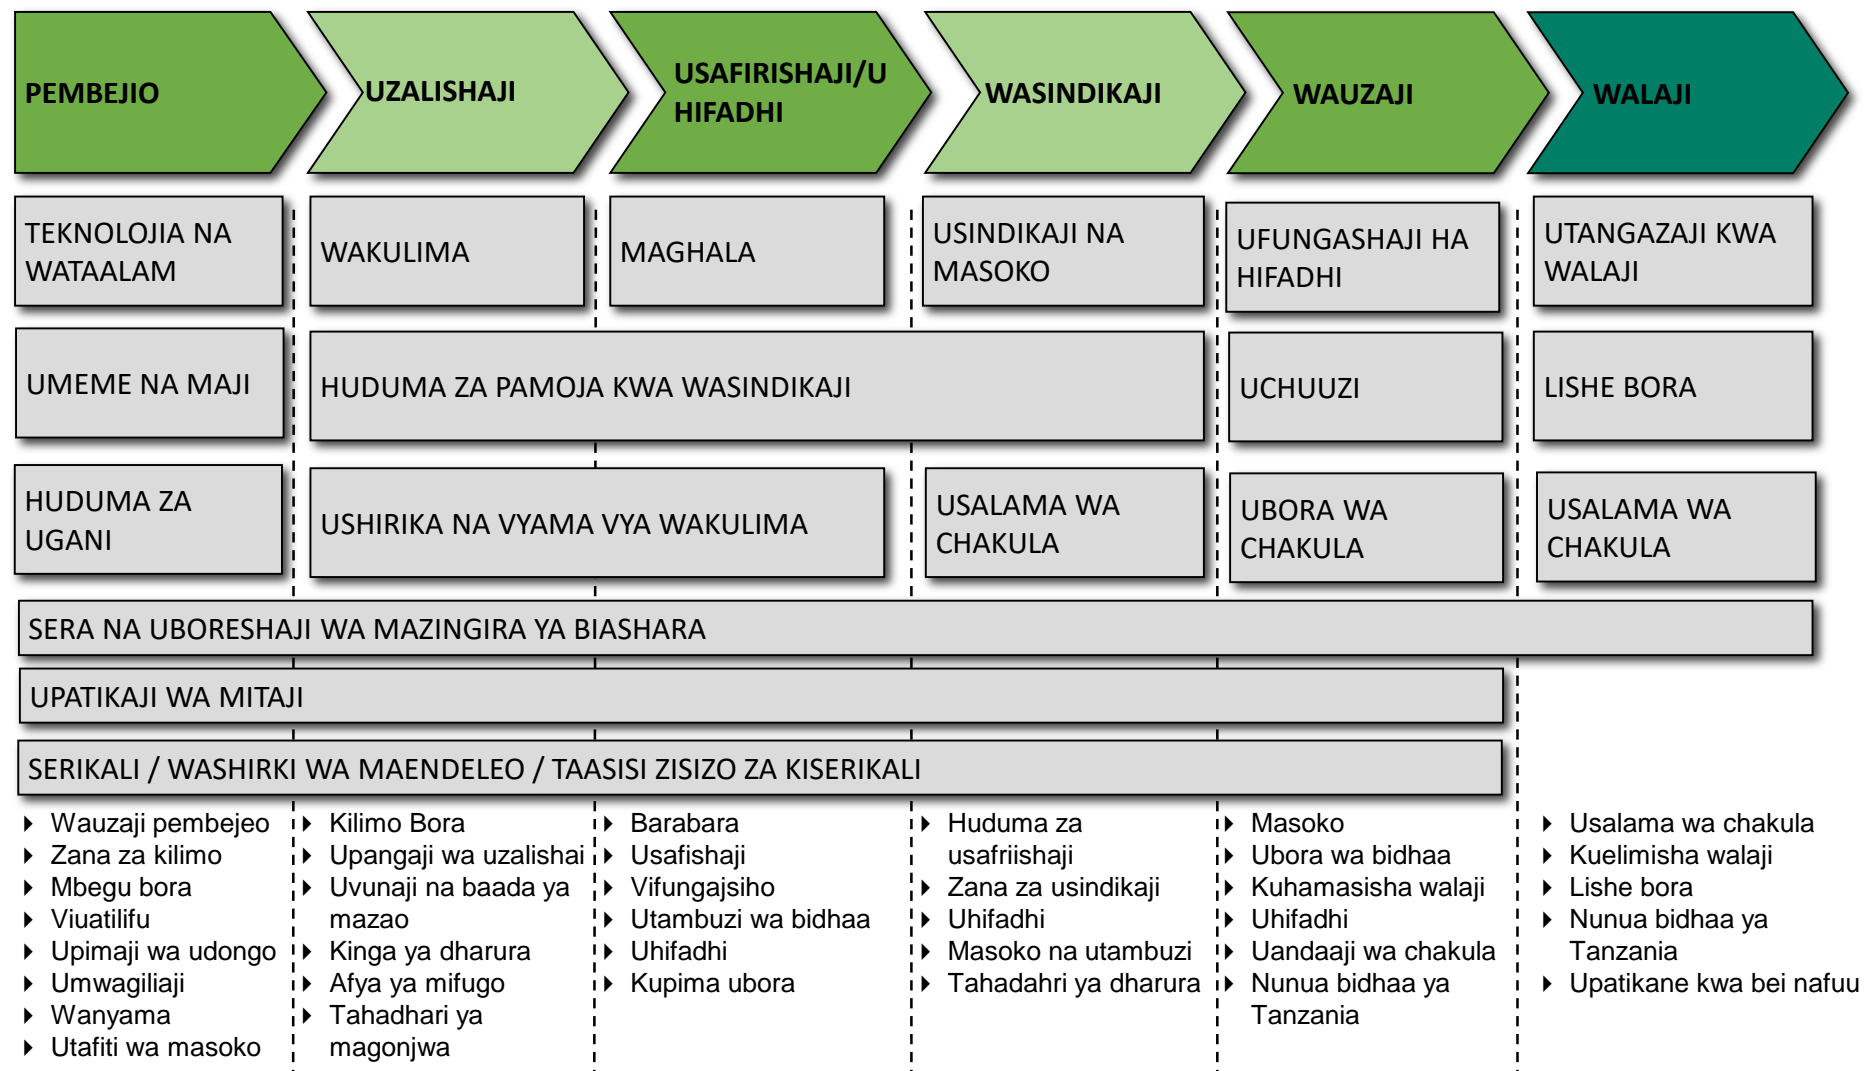 PEMBEJIO
UZALISHAJI
USAFIRISHAJI/U
HIFADHI
WASINDIKAJI
WAUZAJI
WALAJI
TEKNOLOJIA NA
WATAALAM
WAKULIMA
MAGHALA
USINDIKAJI NA
MASOKO
UFUNGASHAJI HA
HIFADHI
UTANGAZAJI KWA
WALAJI
UMEME NA MAJI
HUDUMA ZA PAMOJA KWA WASINDIKAJI
UCHUUZI
LISHE BORA
HUDUMA ZA
UGANI
USHIRIKA NA VYAMA VYA WAKULIMA
USALAMA WA
CHAKULA
UBORA WA
CHAKULA
USALAMA WA
CHAKULA
SERA NA UBORESHAJI WA MAZINGIRA YA BIASHARA
UPATIKAJI WA MITAJI
SERIKALI / WASHIRKI WA MAENDELEO / TAASISI ZISIZO ZA KISERIKALI
Wauzaji pembejeo
Zana za kilimo
Mbegu bora
Viuatilifu
Upimaji wa udongo
Umwagiliaji
Wanyama
Utafiti wa masoko
Kilimo Bora
Upangaji wa uzalishai
Uvunaji na baada ya
mazao
Kinga ya dharura
Afya ya mifugo
Tahadhari ya
magonjwa
Barabara
Usafishaji
Vifungajsiho
Utambuzi wa bidhaa
Uhifadhi
Kupima ubora
Huduma za
usafriishaji
Zana za usindikaji
Uhifadhi
Masoko na utambuzi
Tahadahri ya dharura
Masoko
Ubora wa bidhaa
Kuhamasisha walaji
Uhifadhi
Uandaaji wa chakula
Nunua bidhaa ya
Tanzania
Usalama wa chakula
Kuelimisha walaji
Lishe bora
Nunua bidhaa ya
Tanzania
Upatikane kwa bei nafuu